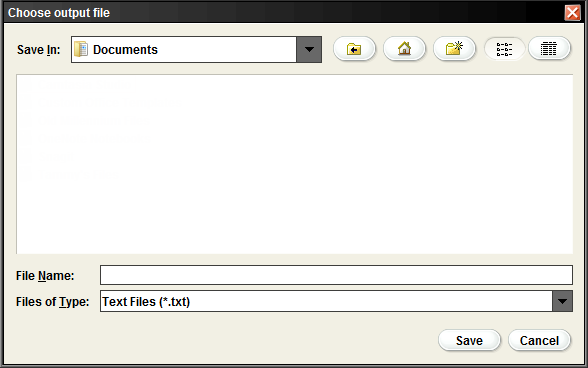 Choose output file
Save In: Documents
File Name:
Files of Type: Text Files (*.txt)
Save Cancel